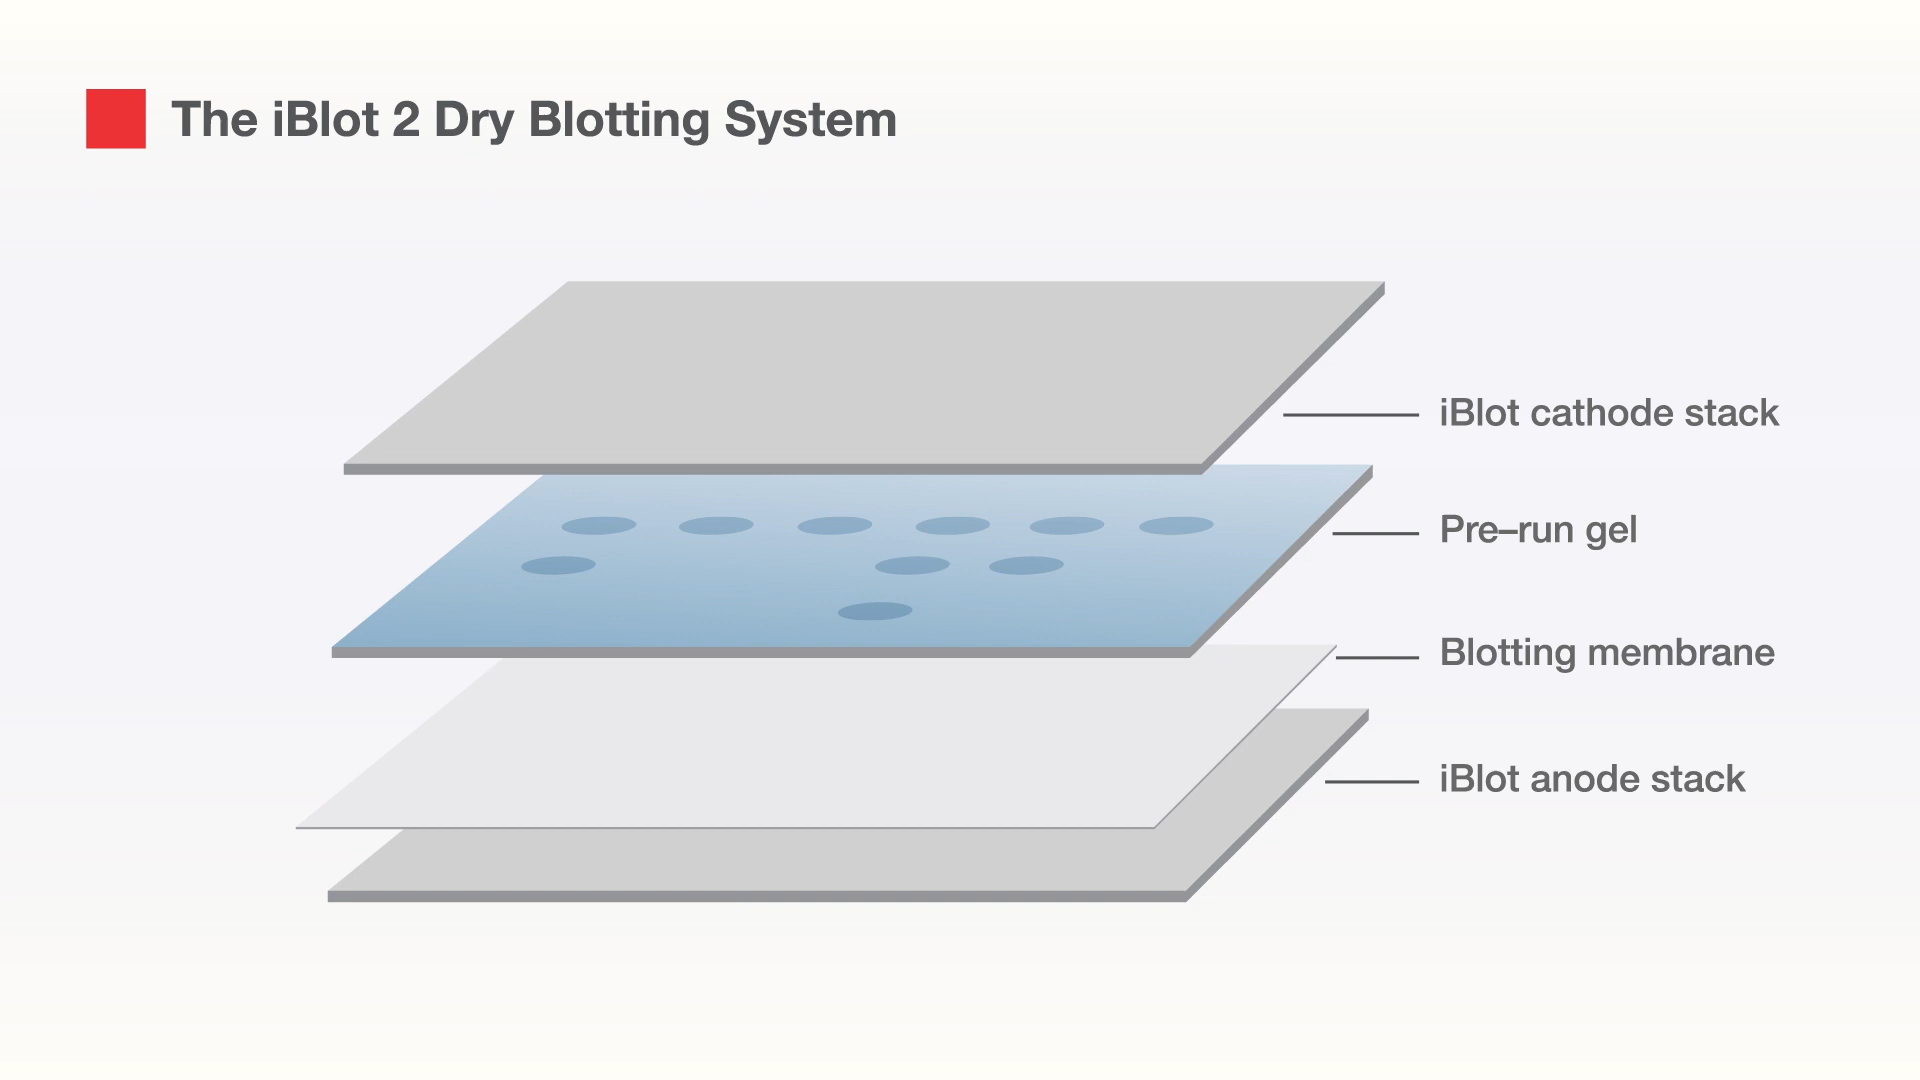 The iBlot 2 Dry Blotting System
iBlot cathode stack
Pre–run gel
Blotting membrane
iBlot anode stack